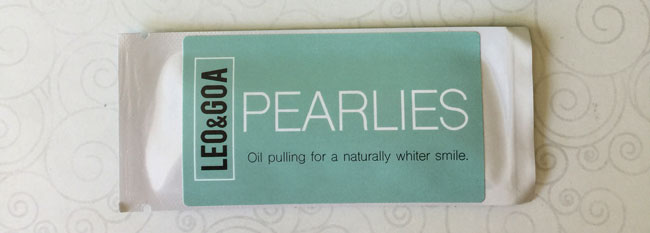 LEO&GOA
PEARLIES
Oil pulling for a naturally whiter smile.